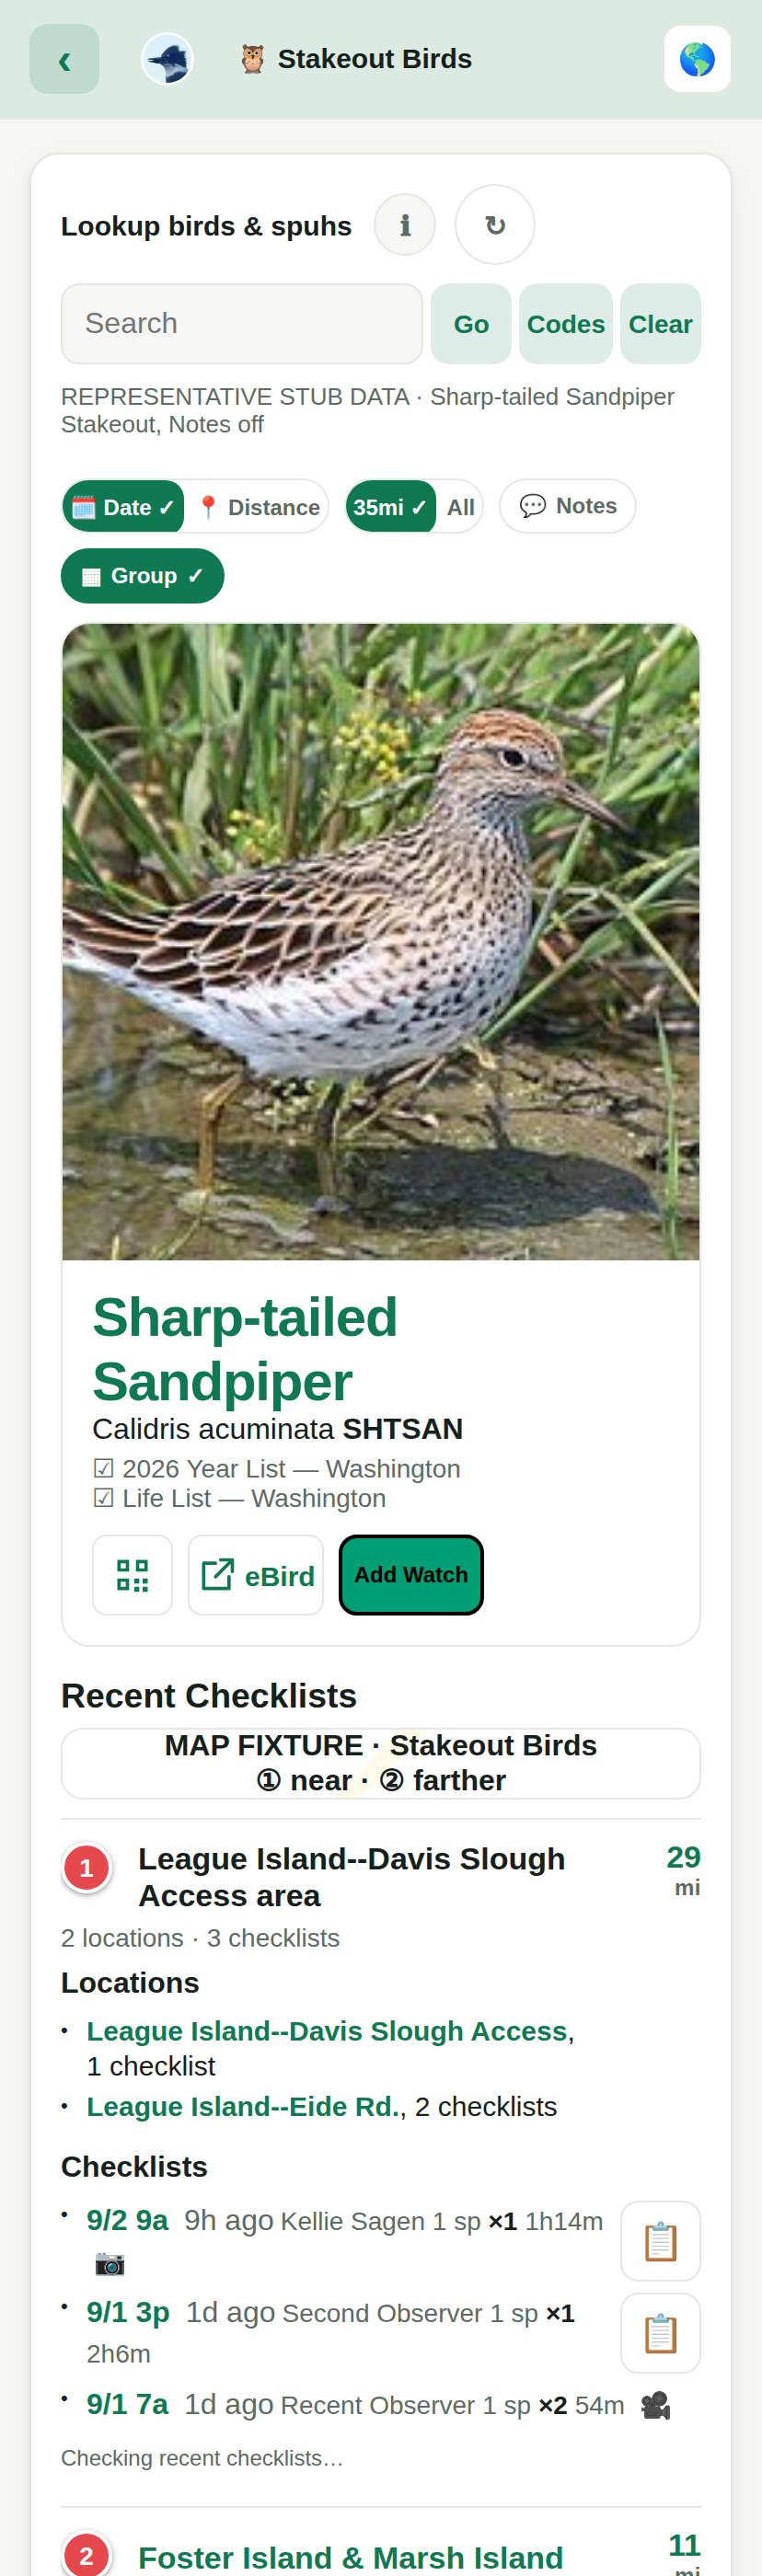 ‹ 🦉 Stakeout Birds 🌎
Lookup birds & spuhs ℹ ↻
Search Go Codes Clear
REPRESENTATIVE STUB DATA · Sharp-tailed Sandpiper
Stakeout, Notes off
🗓️ Date ✓ 📍 Distance 35mi ✓ All 💬 Notes
▦ Group ✓
Sharp-tailed
Sandpiper
Calidris acuminata SHTSAN
☑ 2026 Year List — Washington
☑ Life List — Washington
eBird Add Watch
Recent Checklists
MAP FIXTURE · Stakeout Birds
① near · ② farther
1 League Island--Davis Slough 29
Access area mi
2 locations · 3 checklists
Locations
• League Island--Davis Slough Access,
1 checklist
• League Island--Eide Rd., 2 checklists
Checklists
• 9/2 9a 9h ago Kellie Sagen 1 sp ×1 1h14m 📋
📷
• 9/1 3p 1d ago Second Observer 1 sp ×1 📋
2h6m
• 9/1 7a 1d ago Recent Observer 1 sp ×2 54m 🎥
Checking recent checklists…
2 Foster Island & Marsh Island 11
mi